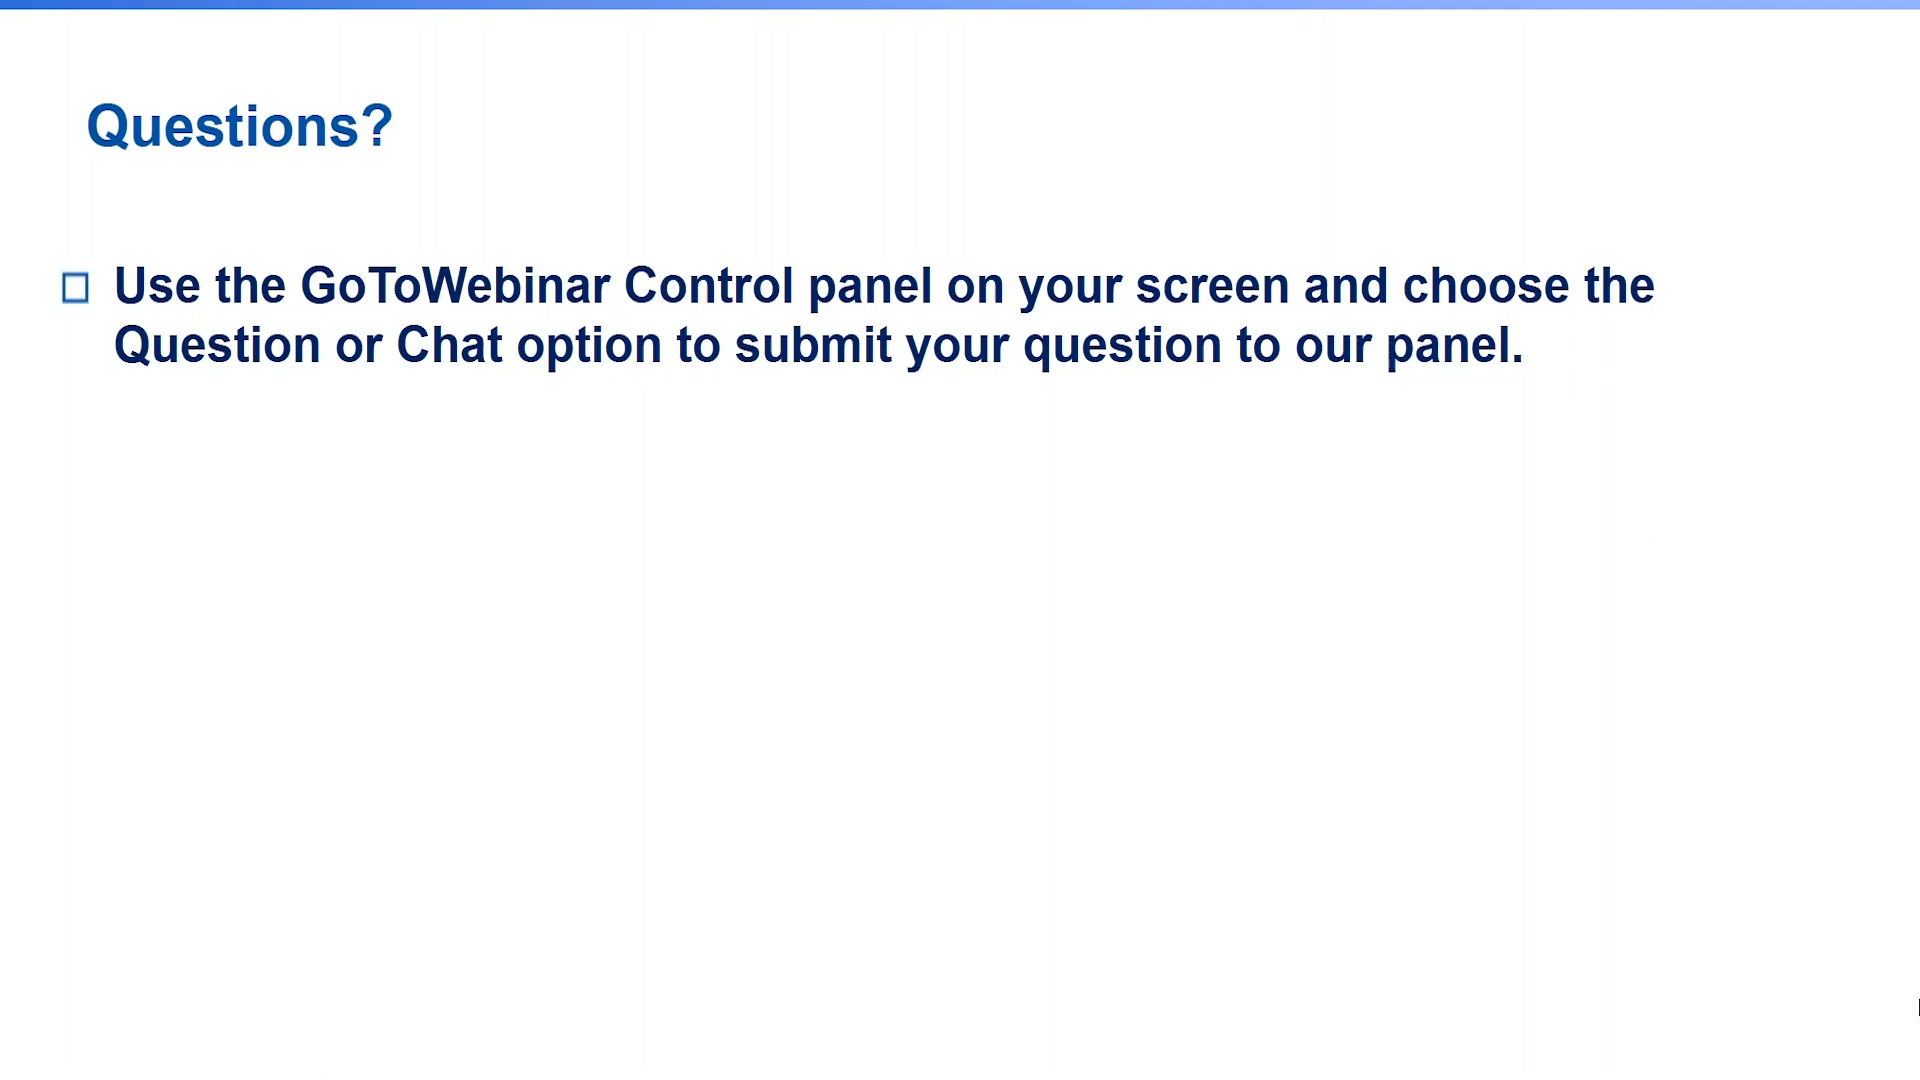 Questions?
Use the GoToWebinar Control panel on your screen and choose the
Question or Chat option to submit your question to our panel.